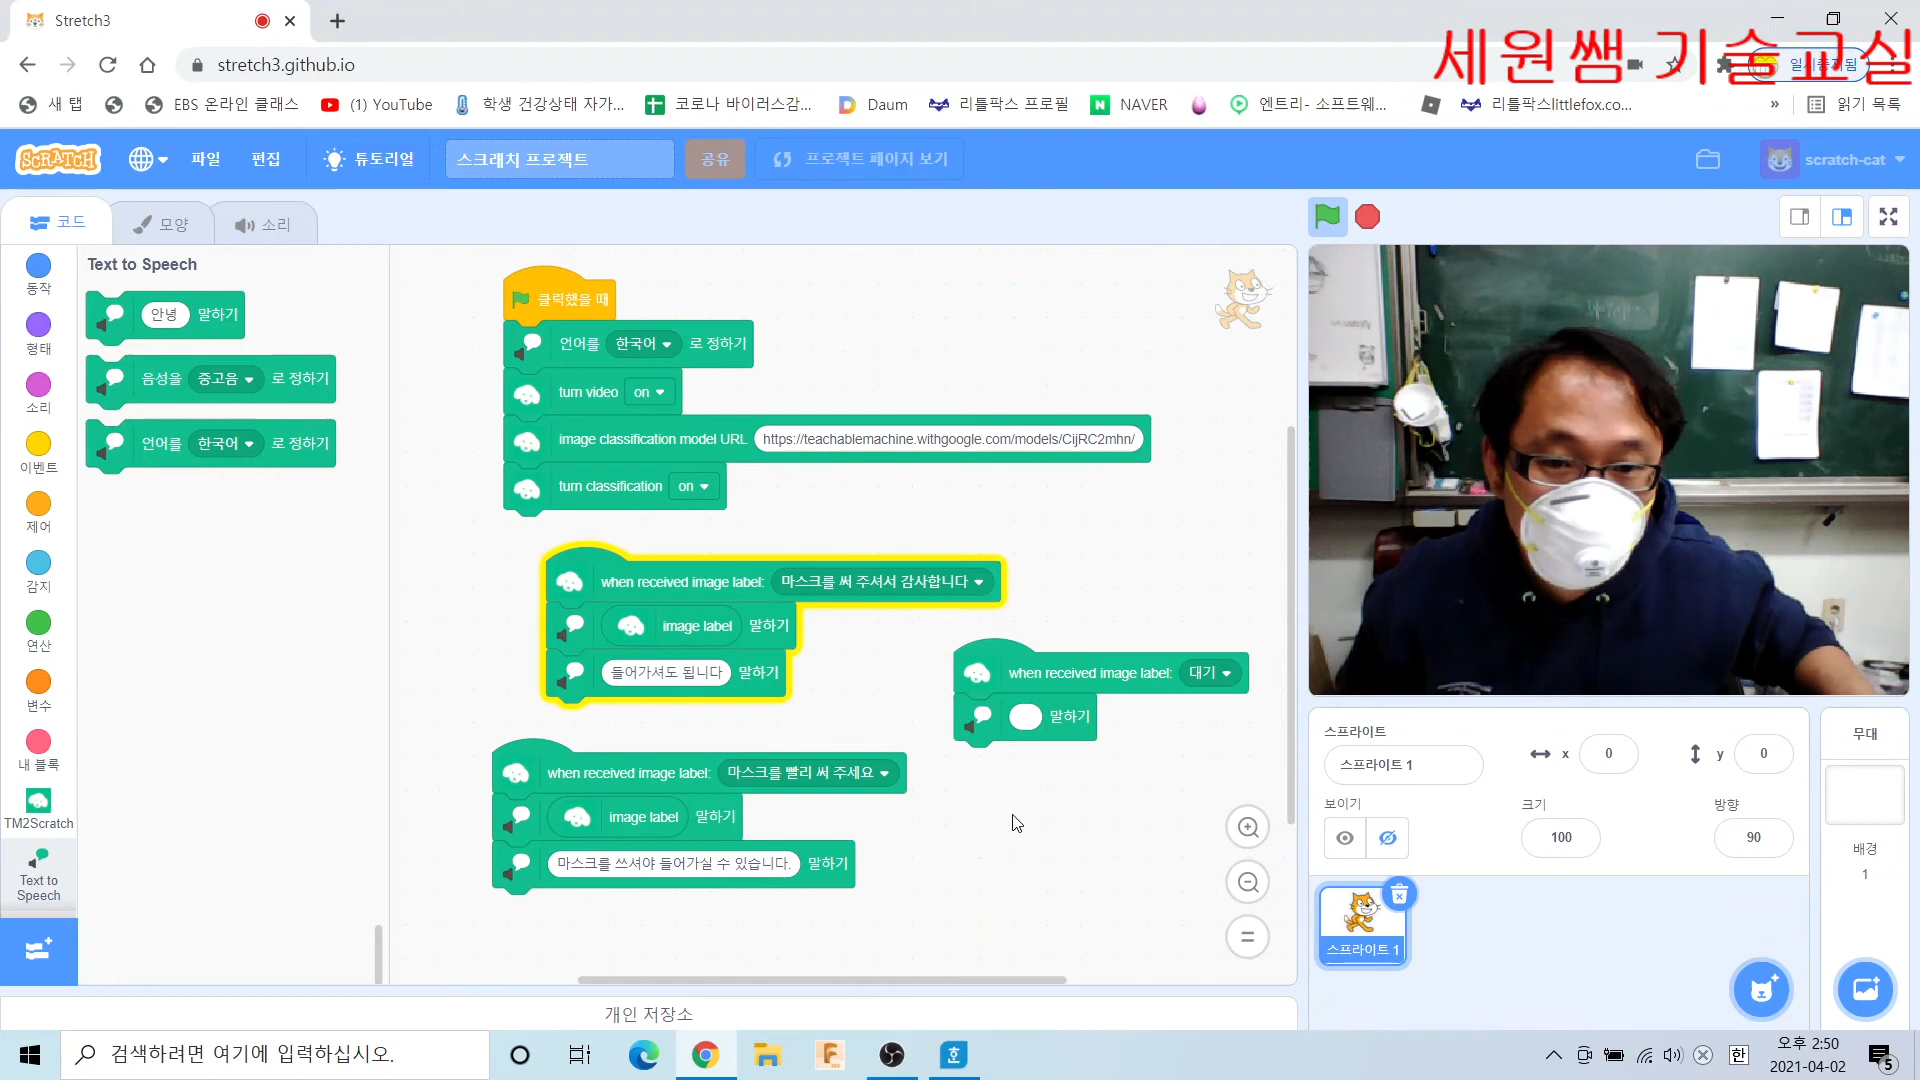 Stretch3
세원쌤 기술교실
stretch3.github.io
일시중지됨
새 탭
EBS 온라인 클래스
(1) YouTube
학생 건강상태 자가...
코로나 바이러스감...
Daum
리틀팍스 프로필
NAVER
엔트리- 소프트웨...
리틀팍스littlefox.co...
»
읽기 목록
SCRATCH
파일
편집
튜토리얼
스크래치 프로젝트
공유
프로젝트 페이지 보기
scratch-cat
코드
모양
소리
동작
형태
소리
이벤트
제어
감지
연산
변수
내 블록
TM2Scratch
Text to
Speech
Text to Speech
안녕 말하기
음성을 중고음 로 정하기
언어를 한국어 로 정하기
클릭했을 때
언어를 한국어 로 정하기
turn video on
image classification model URL https://teachablemachine.withgoogle.com/models/CijRC2mhn/
turn classification on
when received image label: 마스크를 써 주셔서 감사합니다
image label 말하기
들어가셔도 됩니다 말하기
when received image label: 대기
말하기
when received image label: 마스크를 빨리 써 주세요
image label 말하기
마스크를 쓰셔야 들어가실 수 있습니다. 말하기
개인 저장소
스프라이트
스프라이트 1
x 0
y 0
보이기
크기
100
방향
90
스프라이트 1
무대
배경
1
검색하려면 여기에 입력하십시오.
한
오후 2:50
2021-04-02
5